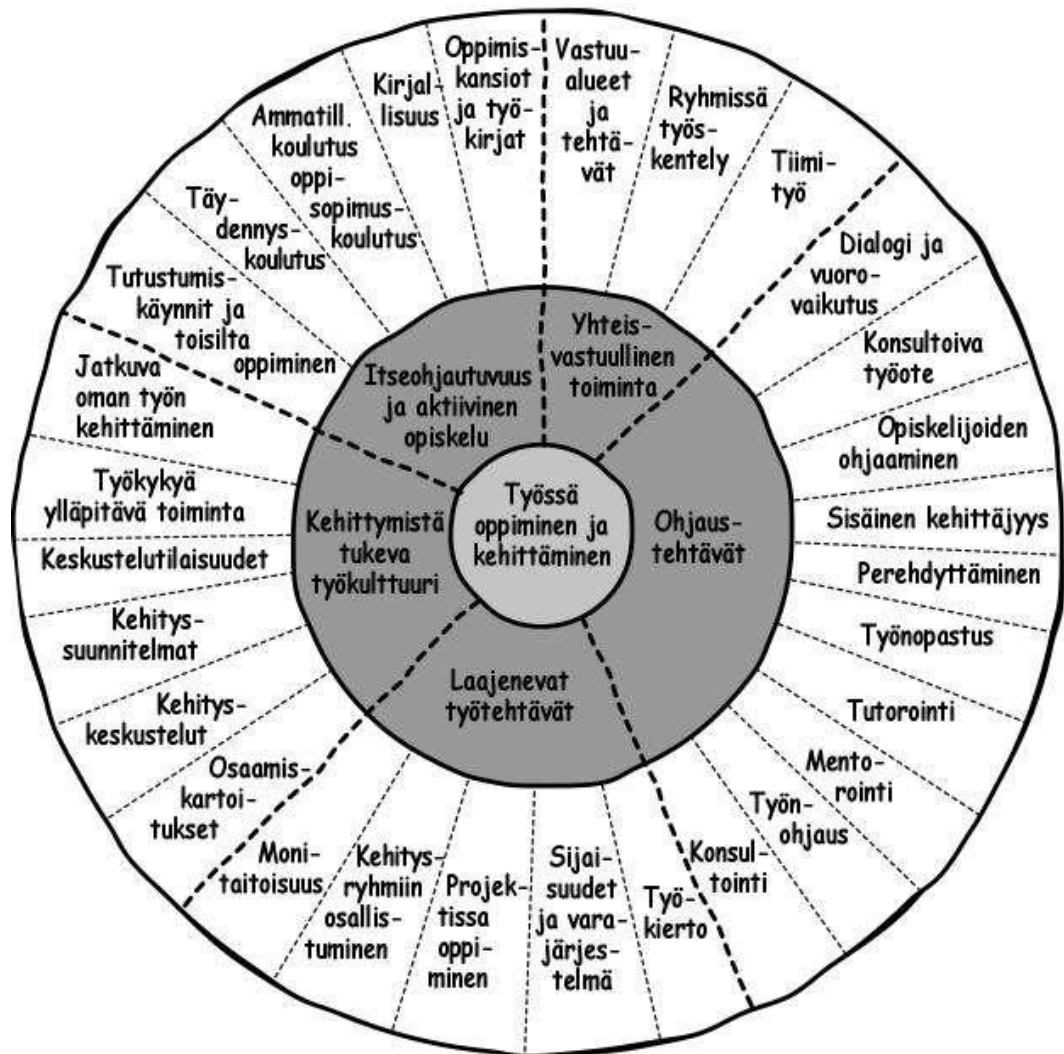 Oppimis-
kansiot
ja työ-
kirjat
Vastuu-
alueet
ja
tehtä-
vät
Ryhmissä
työs-
kentely
Tiimi-
työ
Dialogi ja
vuoro-
vaikutus
Konsultoiva
työote
Opiskelijoiden
ohjaaminen
Sisäinen kehittäjyys
Perehdyttäminen
Työnopastus
Tutorointi
Mento-
rointi
Työn-
ohjaus
Konsul-
tointi
Työ-
kierto
Sijai-
suudet
ja vara-
järjes-
telmä
Projek-
tissa
oppi-
minen
Kehitys-
ryhmiin
osallis-
tuminen
Moni-
taitoisuus
Osaamis-
kartoi-
tukset
Kehitys-
keskustelut
Kehitys-
suunnitelmat
Keskustelutilaisuudet
Työkykyä
ylläpitävä toiminta
Jatkuva
oman työn
kehittäminen
Tutustumis-
käynnit ja
toisilta
oppiminen
Täy-
dennys-
koulutus
Ammatill.
koulutus
oppi-
sopimus-
koulutus
Kirjal-
lisuus
Yhteis-
vastuullinen
toiminta
Itseohjautuvuus
ja aktiivinen
opiskelu
Ohjaus-
tehtävät
Kehittymistä
tukeva
työkulttuuri
Laajenevat
työtehtävät
Työssä
oppiminen ja
kehittäminen